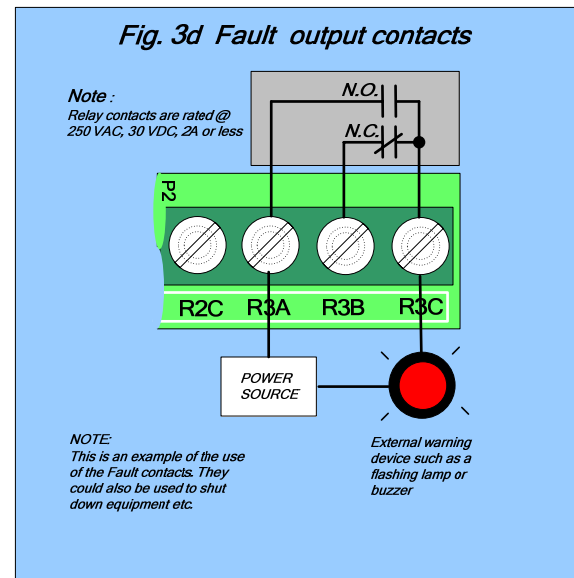 Fig. 3d Fault output contacts
Note :
Relay contacts are rated @
250 VAC, 30 VDC, 2A or less
N.O.
N.C.
P2
R2C R3A R3B R3C
POWER
SOURCE
NOTE:
This is an example of the use
of the Fault contacts. They
could also be used to shut
down equipment etc.
External warning
device such as a
flashing lamp or
buzzer